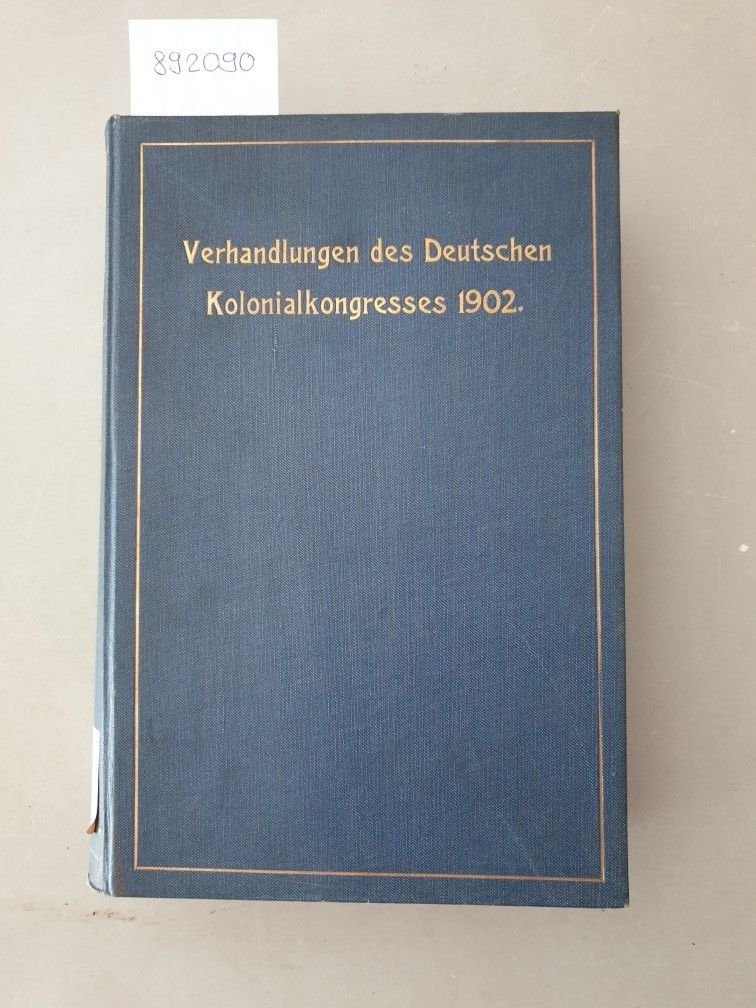 892090
Verhandlungen des Deutschen
Kolonialkongresses 1902.